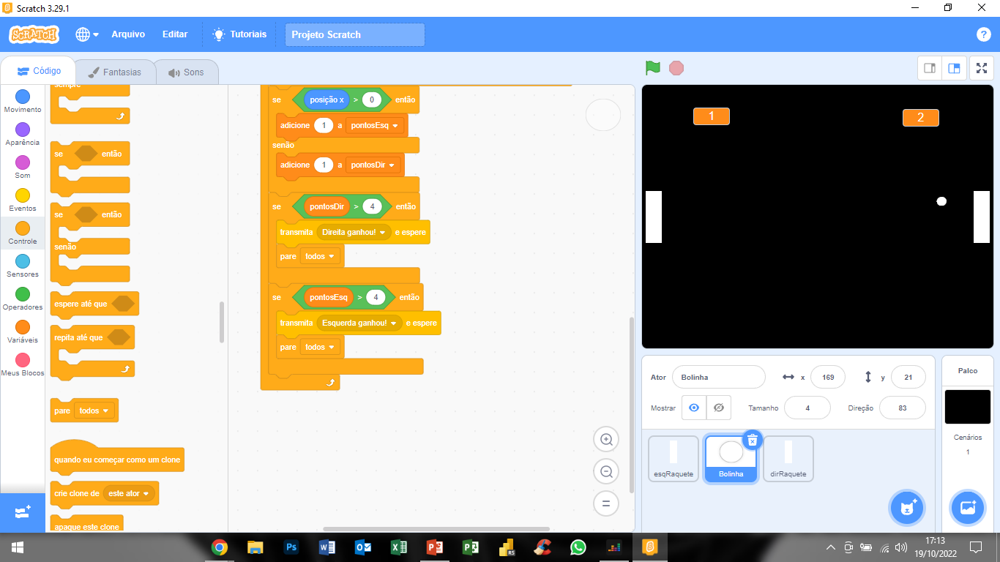 Scratch 3.29.1
SCRATCH
Arquivo
Editar
Tutoriais
Projeto Scratch
?
Código
Fantasias
Sons
Movimento
Aparência
Som
Eventos
Controle
Sensores
Operadores
Variáveis
Meus Blocos
sempre
se então
se então
senão
espere até que
repita até que
pare todos
quando eu começar como um clone
crie clone de este ator
apague este clone
se posição x > 0 então
adicione 1 a pontosEsq
senão
adicione 1 a pontosDir
se pontosDir > 4 então
transmita Direita ganhou! e espere
pare todos
se pontosEsq > 4 então
transmita Esquerda ganhou! e espere
pare todos
1
2
Ator Bolinha x 169 y 21
Mostrar Tamanho 4 Direção 83
esqRaquete
Bolinha
dirRaquete
Palco
Cenários
1
Ps
RS
17:13
19/10/2022